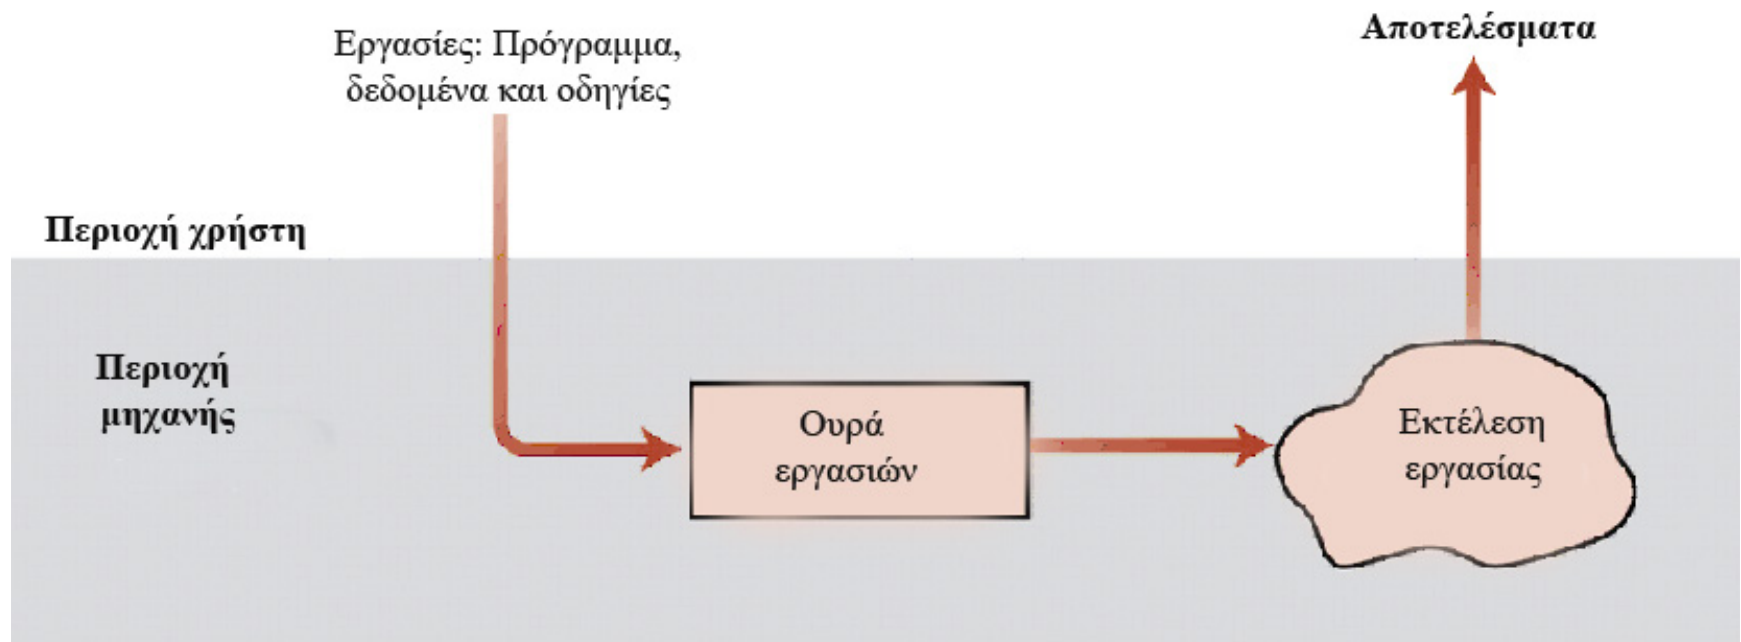 Εργασίες: Πρόγραμμα,
δεδομένα και οδηγίες
Αποτελέσματα
Περιοχή χρήστη
Περιοχή
μηχανής
Ουρά
εργασιών
Εκτέλεση
εργασίας